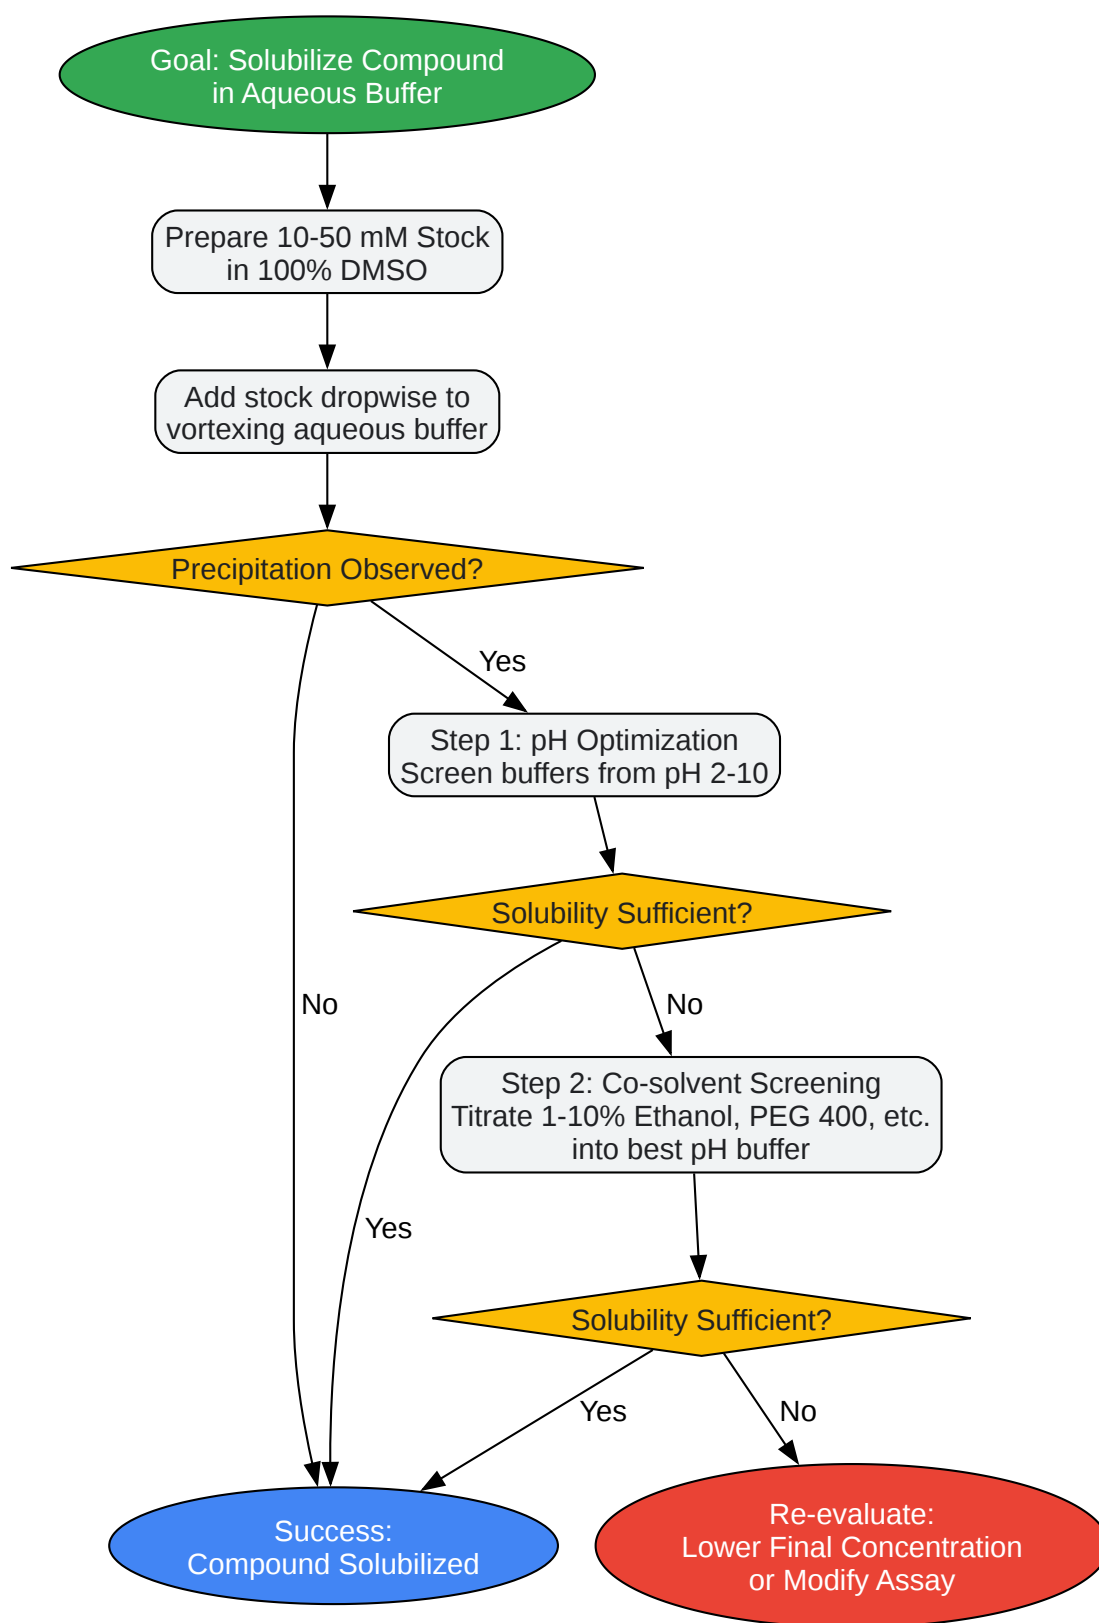 Goal: Solubilize Compound
in Aqueous Buffer
Prepare 10-50 mM Stock
in 100% DMSO
Add stock dropwise to
vortexing aqueous buffer
Precipitation Observed?
Yes
Step 1: pH Optimization
Screen buffers from pH 2-10
Solubility Sufficient?
No
No
Step 2: Co-solvent Screening
Titrate 1-10% Ethanol, PEG 400, etc.
into best pH buffer
Yes
Solubility Sufficient?
Yes
No
Success:
Compound Solubilized
Re-evaluate:
Lower Final Concentration
or Modify Assay